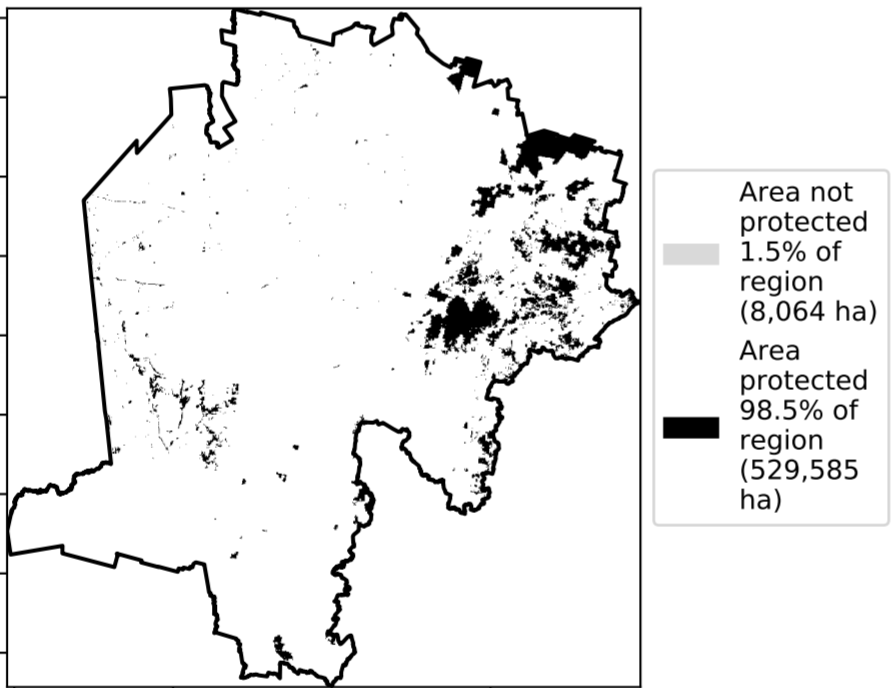 Area not
protected
1.5% of
region
(8,064 ha)
Area
protected
98.5% of
region
(529,585
ha)